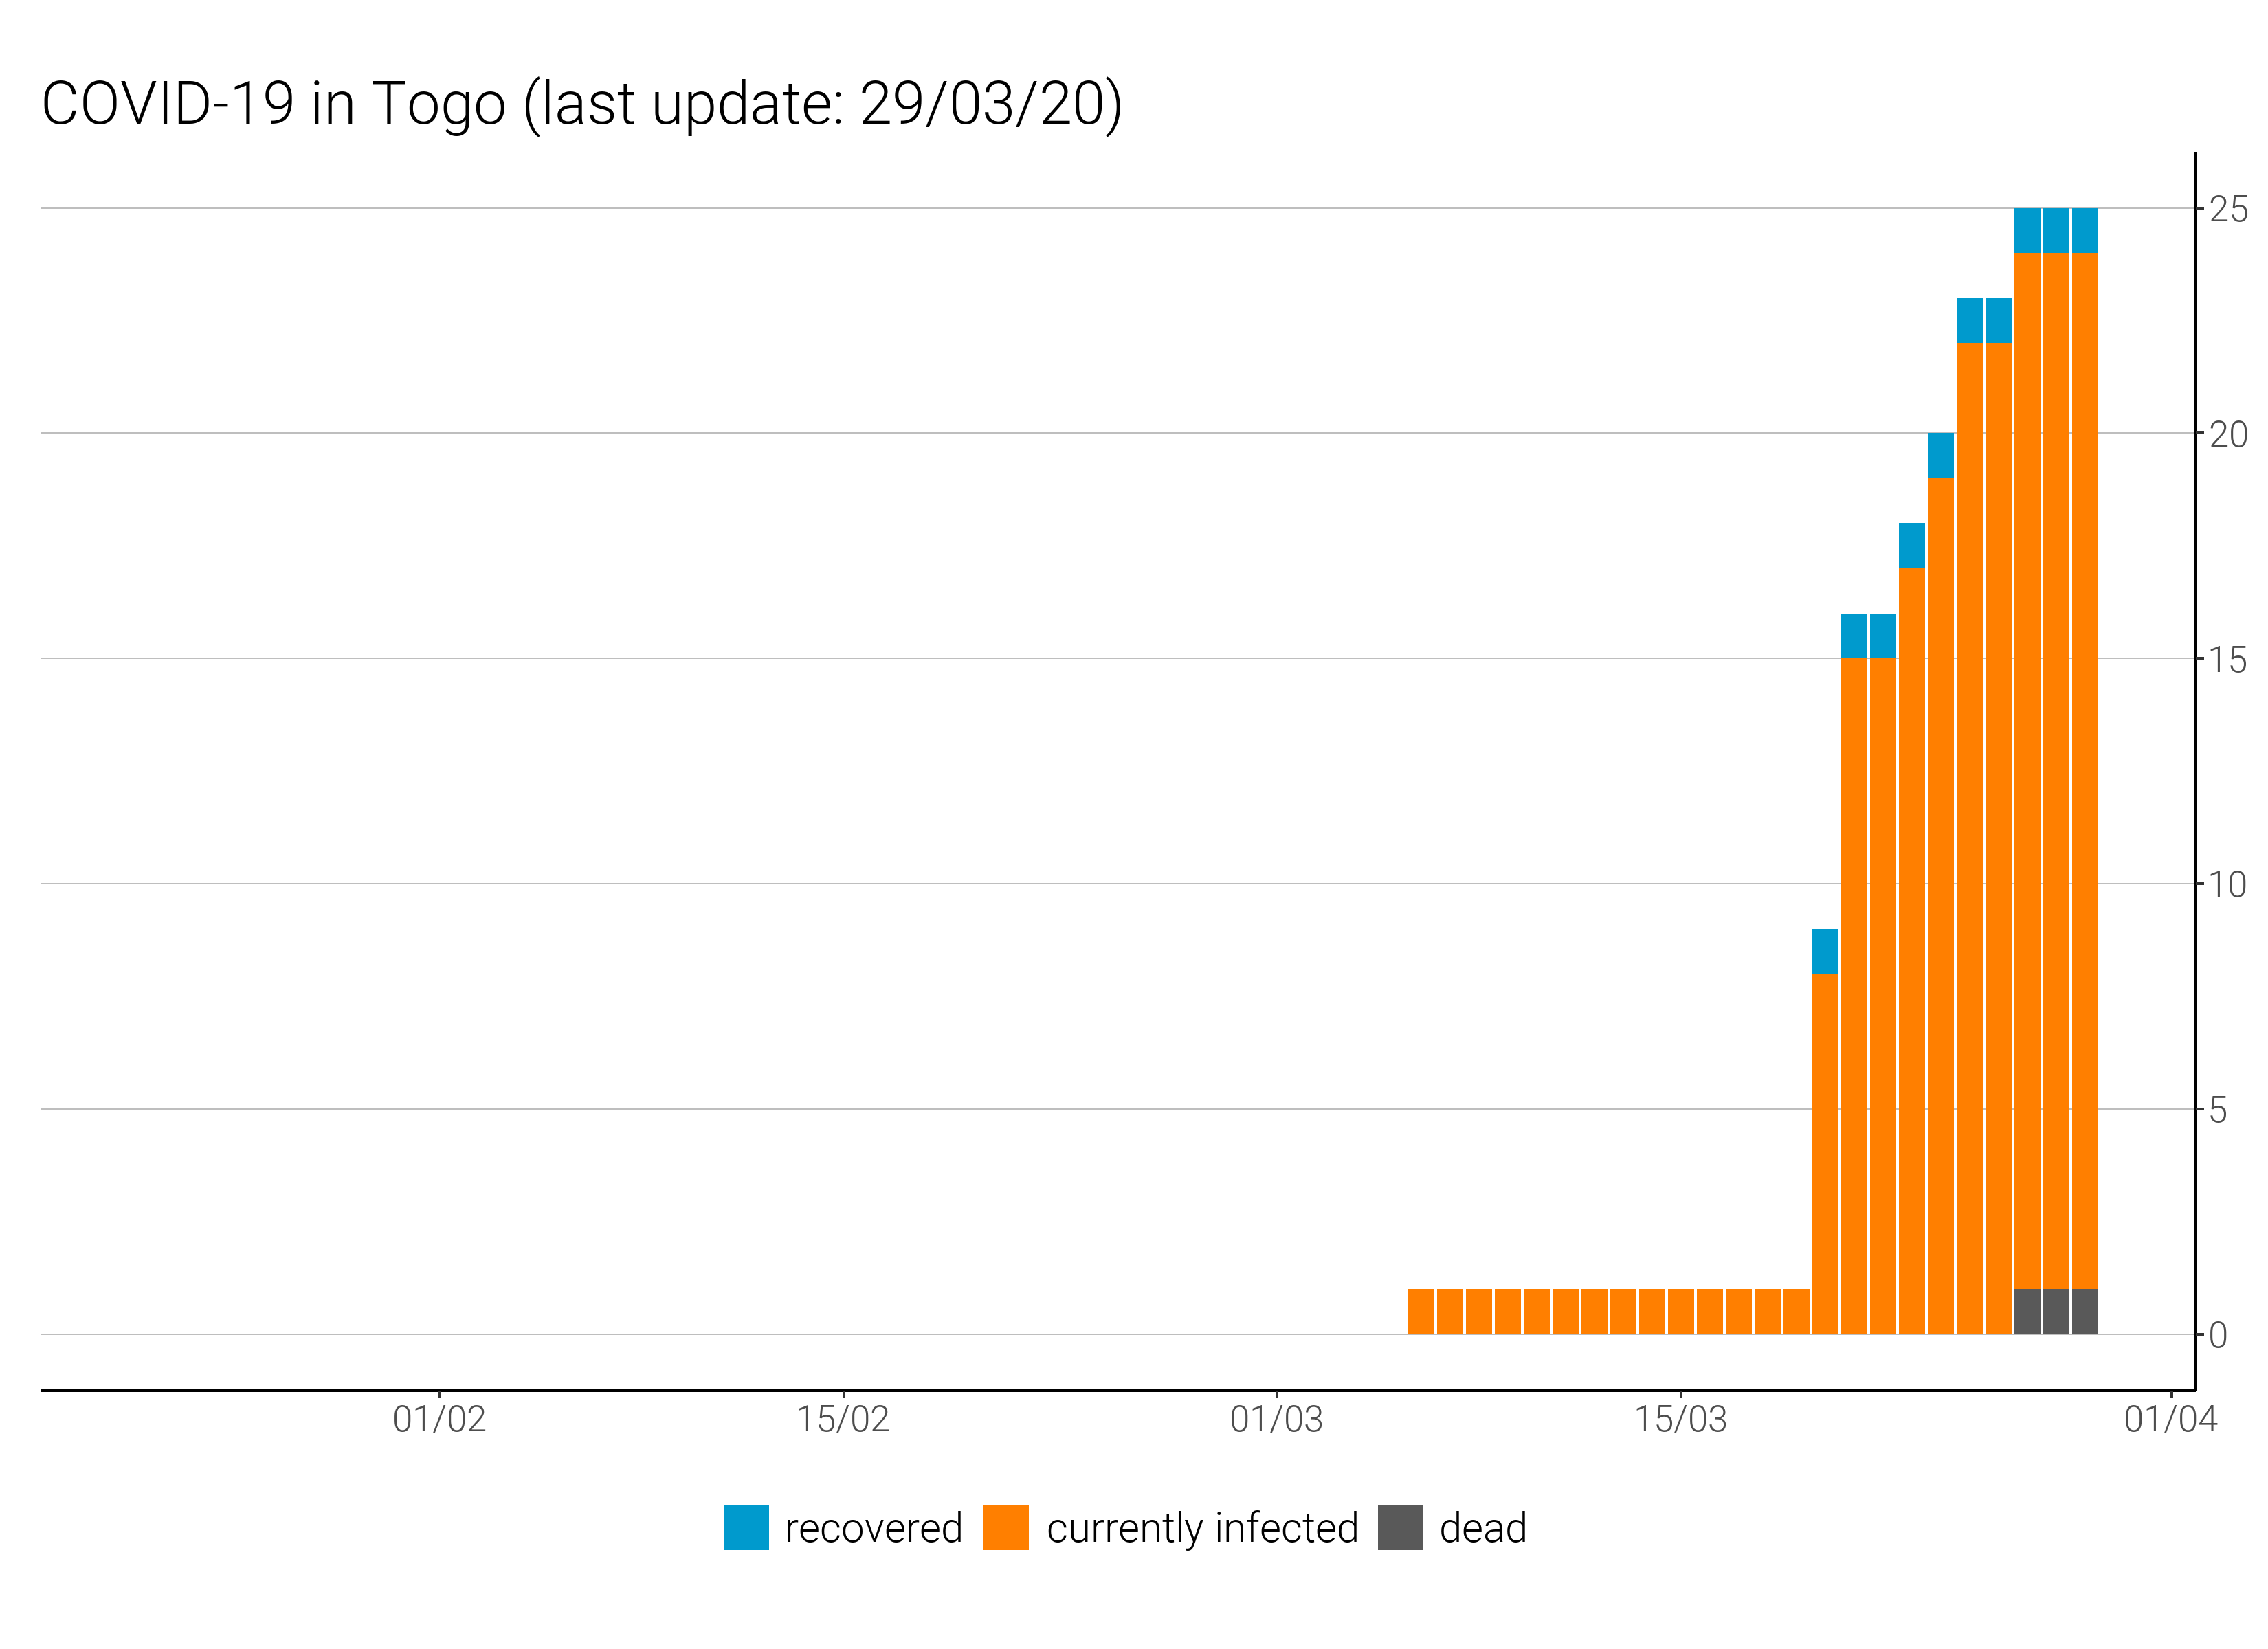 COVID-19 in Togo (last update: 29/03/20)
25
20
15
10
5
0
01/02 15/02 01/03 15/03 01/04
recovered currently infected dead